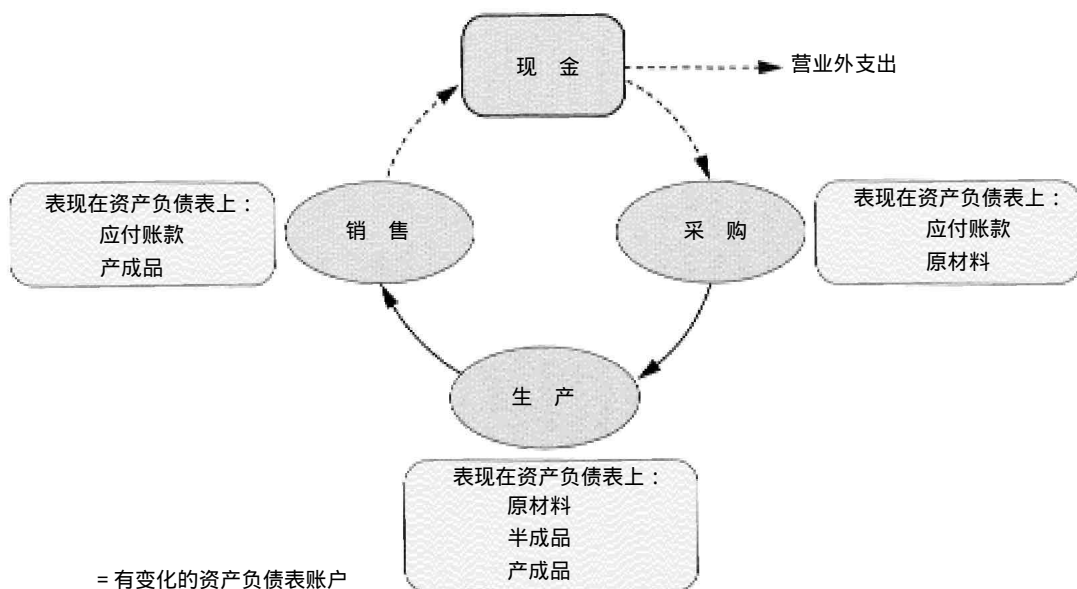 现 金
营业外支出
表现在资产负债表上:
应付账款
产成品
销 售
采 购
表现在资产负债表上:
应付账款
原材料
生 产
表现在资产负债表上:
原材料
半成品
产成品
= 有变化的资产负债表账户